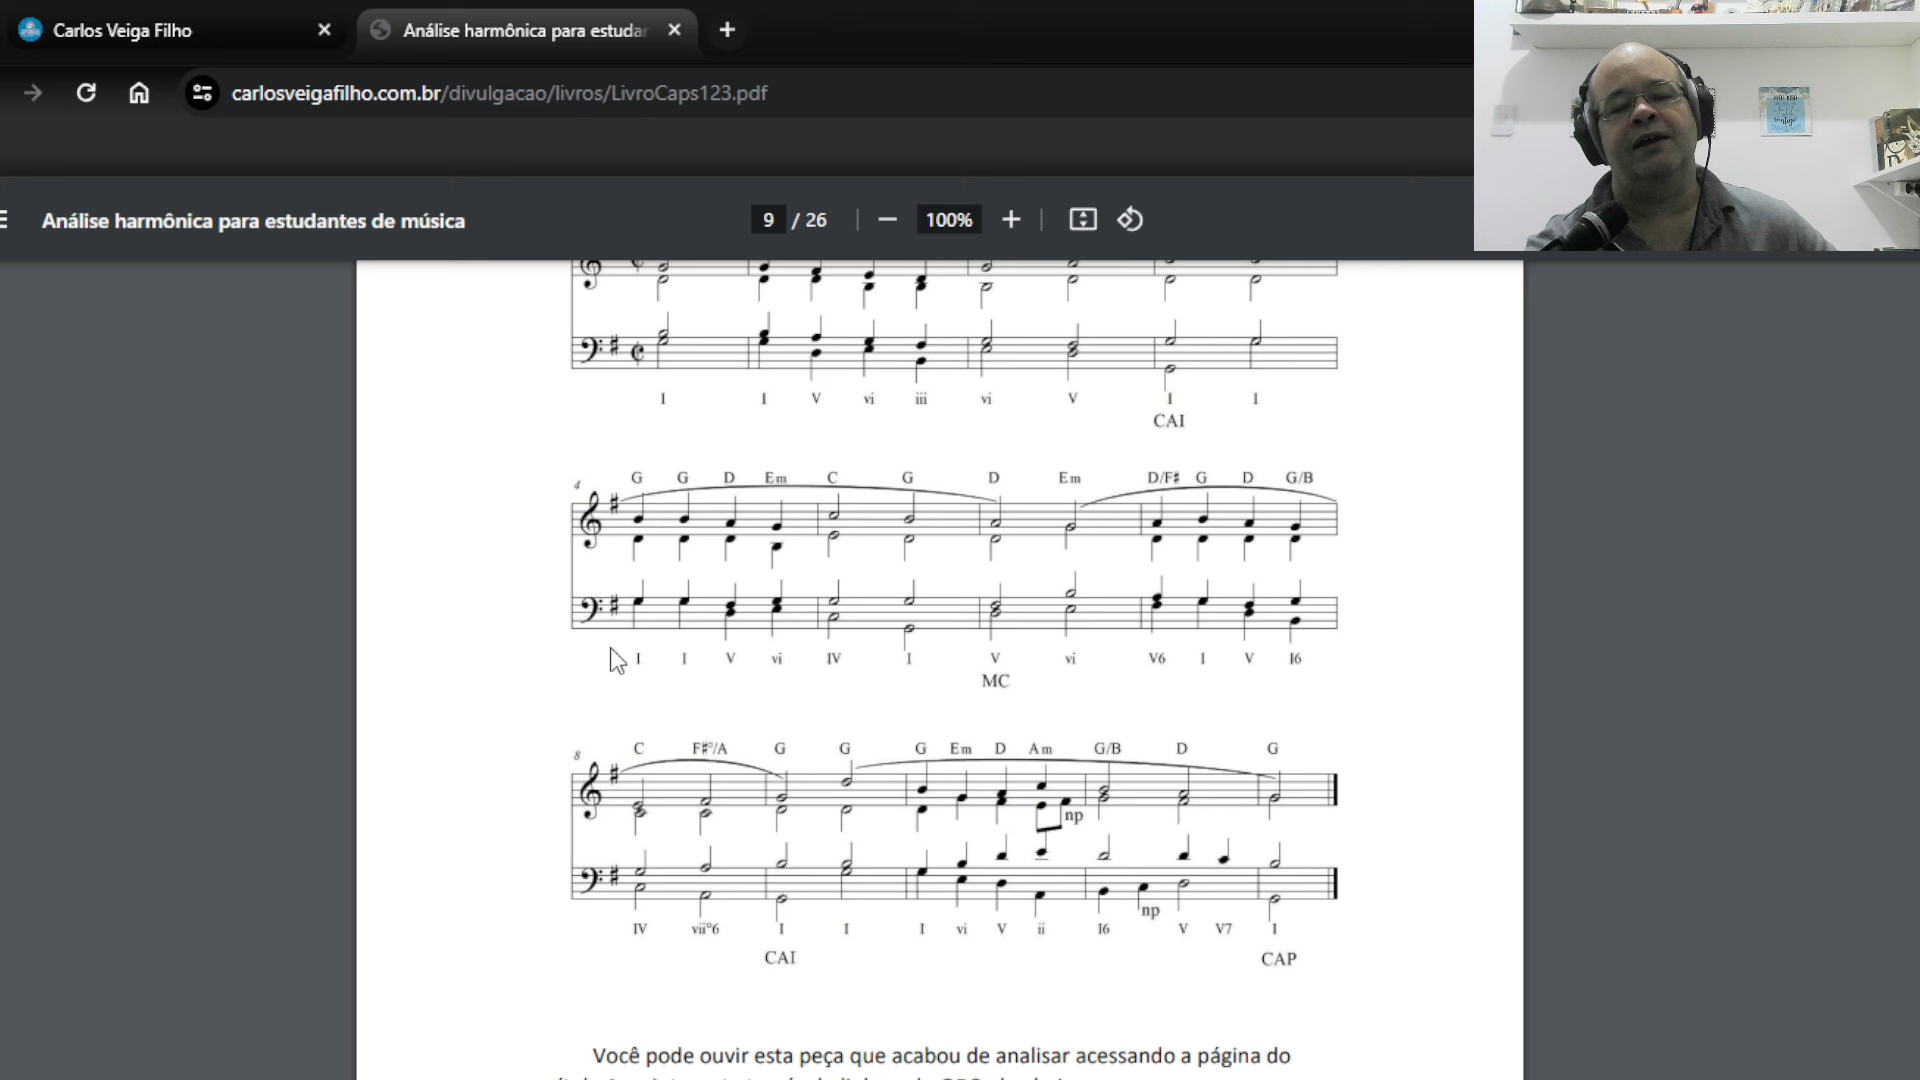 Carlos Veiga Filho
Análise harmônica para estudar
carlosveigafilho.com.br/divulgacao/livros/LivroCaps123.pdf
Análise harmônica para estudantes de música
9 / 26
100%
I I V vi iii vi V I I
CAI
4
G G D Em C G D Em D/F♯ G D G/B
I I V vi IV I V vi V6 I V I6
MC
8
C F♯°/A G G G Em D Am G/B D G
np
np
IV vii°6 I I I vi V ii I6 V V7 I
CAI CAP
Você pode ouvir esta peça que acabou de analisar acessando a página do